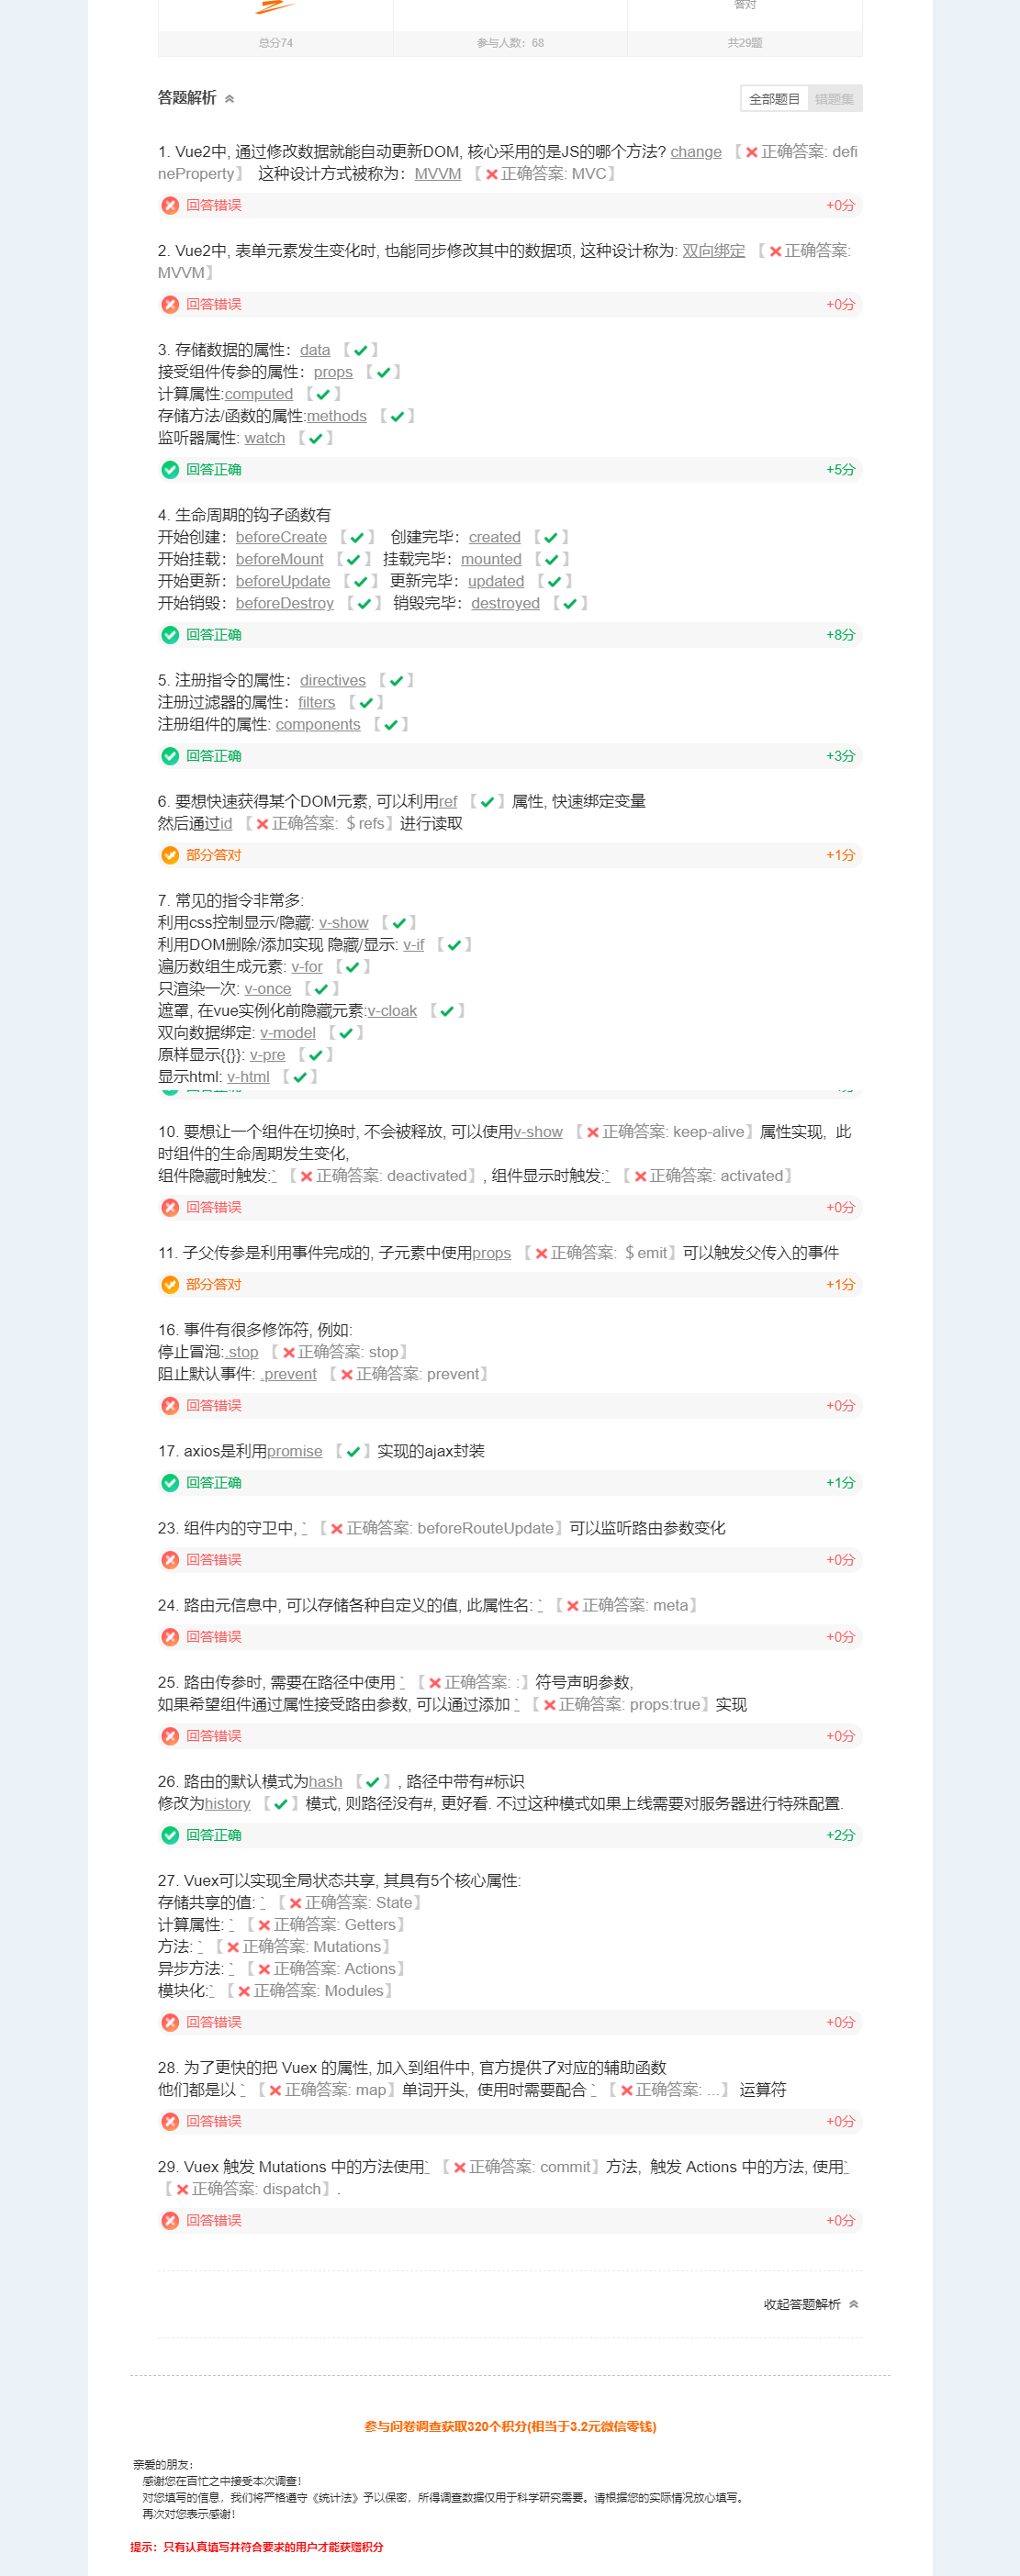 答对
总分74
参与人数：68
共29题
答题解析
全部题目 错题集
1. Vue2中, 通过修改数据就能自动更新DOM, 核心采用的是JS的哪个方法? change 【 正确答案: defi
neProperty】 这种设计方式被称为：MVVM 【 正确答案: MVC】
回答错误 +0分
2. Vue2中, 表单元素发生变化时, 也能同步修改其中的数据项, 这种设计称为: 双向绑定 【 正确答案:
MVVM】
回答错误 +0分
3. 存储数据的属性：data 【✔】
接受组件传参的属性：props 【✔】
计算属性:computed 【✔】
存储方法/函数的属性:methods 【✔】
监听器属性: watch 【✔】
回答正确 +5分
4. 生命周期的钩子函数有
开始创建：beforeCreate 【✔】 创建完毕：created 【✔】
开始挂载：beforeMount 【✔】 挂载完毕：mounted 【✔】
开始更新：beforeUpdate 【✔】 更新完毕：updated 【✔】
开始销毁：beforeDestroy 【✔】 销毁完毕：destroyed 【✔】
回答正确 +8分
5. 注册指令的属性：directives 【✔】
注册过滤器的属性：filters 【✔】
注册组件的属性: components 【✔】
回答正确 +3分
6. 要想快速获得某个DOM元素, 可以利用ref 【✔】属性, 快速绑定变量
然后通过id 【 正确答案: ＄refs】进行读取
部分答对 +1分
7. 常见的指令非常多:
利用css控制显示/隐藏: v-show 【✔】
利用DOM删除/添加实现 隐藏/显示: v-if 【✔】
遍历数组生成元素: v-for 【✔】
只渲染一次: v-once 【✔】
遮罩, 在vue实例化前隐藏元素:v-cloak 【✔】
双向数据绑定: v-model 【✔】
原样显示{{}}: v-pre 【✔】
显示html: v-html 【✔】
10. 要想让一个组件在切换时, 不会被释放, 可以使用v-show 【 正确答案: keep-alive】属性实现, 此
时组件的生命周期发生变化,
组件隐藏时触发:` 【 正确答案: deactivated】, 组件显示时触发:` 【 正确答案: activated】
回答错误 +0分
11. 子父传参是利用事件完成的, 子元素中使用props 【 正确答案: ＄emit】可以触发父传入的事件
部分答对 +1分
16. 事件有很多修饰符, 例如:
停止冒泡:.stop 【 正确答案: stop】
阻止默认事件: .prevent 【 正确答案: prevent】
回答错误 +0分
17. axios是利用promise 【✔】实现的ajax封装
回答正确 +1分
23. 组件内的守卫中, ` 【 正确答案: beforeRouteUpdate】可以监听路由参数变化
回答错误 +0分
24. 路由元信息中, 可以存储各种自定义的值, 此属性名: ` 【 正确答案: meta】
回答错误 +0分
25. 路由传参时, 需要在路径中使用 ` 【 正确答案: :】符号声明参数,
如果希望组件通过属性接受路由参数, 可以通过添加 ` 【 正确答案: props:true】实现
回答错误 +0分
26. 路由的默认模式为hash 【✔】, 路径中带有#标识
修改为history 【✔】模式, 则路径没有#, 更好看. 不过这种模式如果上线需要对服务器进行特殊配置.
回答正确 +2分
27. Vuex可以实现全局状态共享, 其具有5个核心属性:
存储共享的值: ` 【 正确答案: State】
计算属性: ` 【 正确答案: Getters】
方法: ` 【 正确答案: Mutations】
异步方法: ` 【 正确答案: Actions】
模块化:` 【 正确答案: Modules】
回答错误 +0分
28. 为了更快的把 Vuex 的属性, 加入到组件中, 官方提供了对应的辅助函数
他们都是以 ` 【 正确答案: map】单词开头, 使用时需要配合 ` 【 正确答案: ...】 运算符
回答错误 +0分
29. Vuex 触发 Mutations 中的方法使用` 【 正确答案: commit】方法, 触发 Actions 中的方法, 使用`
【 正确答案: dispatch】.
回答错误 +0分
收起答题解析
参与问卷调查获取320个积分(相当于3.2元微信零钱)
亲爱的朋友：
感谢您在百忙之中接受本次调查！
对您填写的信息，我们将严格遵守《统计法》予以保密，所得调查数据仅用于科学研究需要。请根据您的实际情况放心填写。
再次对您表示感谢！
提示：只有认真填写并符合要求的用户才能获赠积分